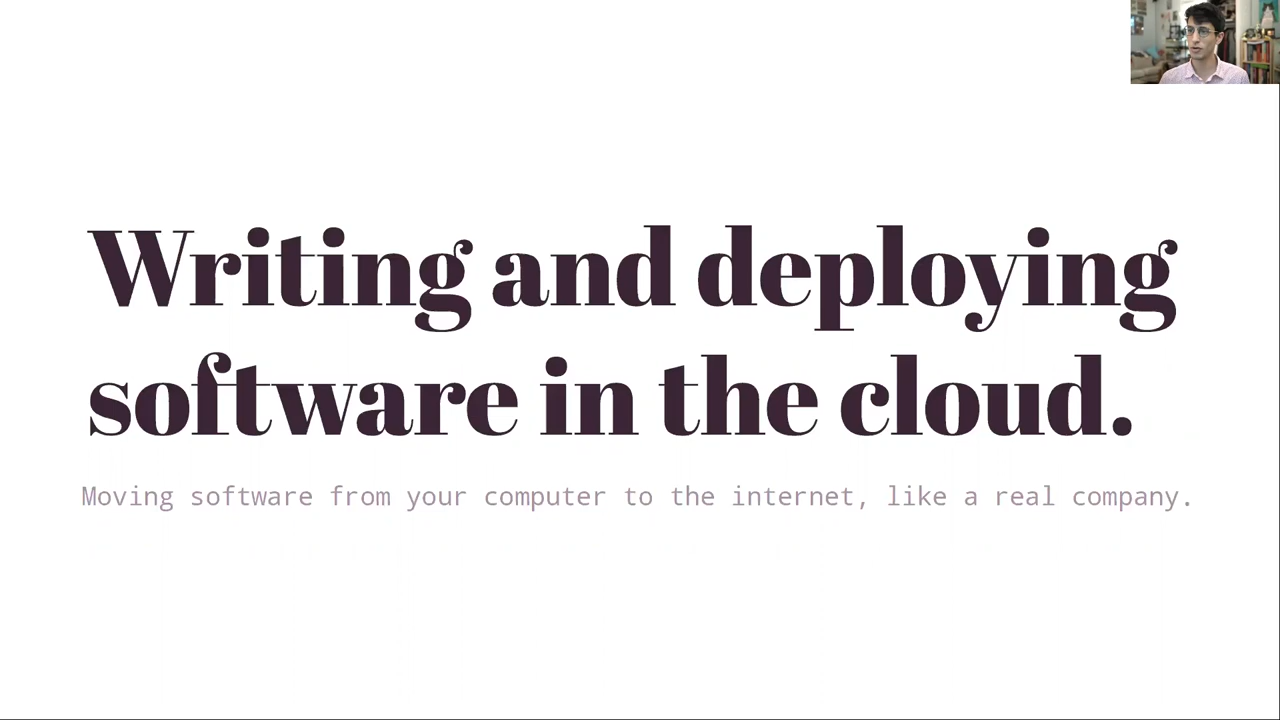 Writing and deploying
software in the cloud.
Moving software from your computer to the internet, like a real company.